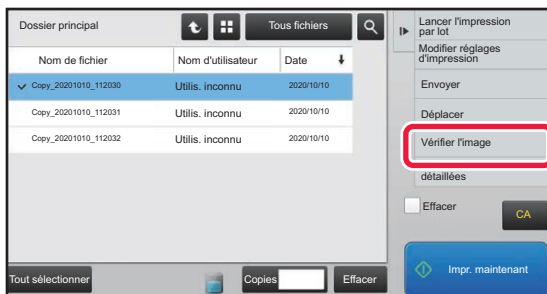 Dossier principal
Tous fichiers
Nom de fichier
Nom d'utilisateur
Date
Copy_20201010_112030
Utilis. inconnu
2020/10/10
Copy_20201010_112031
Utilis. inconnu
2020/10/10
Copy_20201010_112032
Utilis. inconnu
2020/10/10
Tout sélectionner
Copies
Effacer
Lancer l'impression
par lot
Modifier réglages
d'impression
Envoyer
Déplacer
Vérifier l'image
détaillées
Effacer
CA
Impr. maintenant